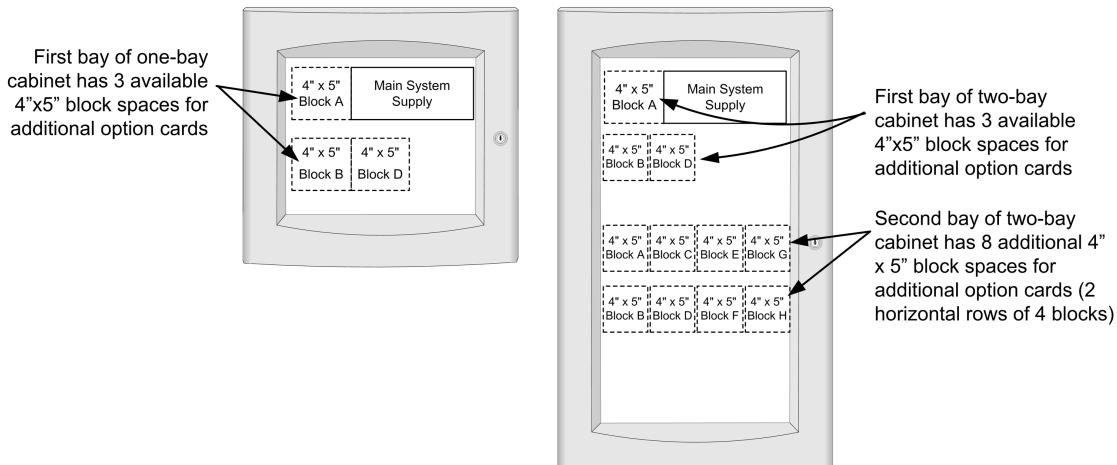 First bay of one-bay
cabinet has 3 available
4”x5” block spaces for
additional option cards
4" x 5"
Block A
Main System
Supply
4" x 5"
Block B
4" x 5"
Block D
4" x 5"
Block A
Main System
Supply
4" x 5"
Block B
4" x 5"
Block D
4" x 5"
Block A
4" x 5"
Block C
4" x 5"
Block E
4" x 5"
Block G
4" x 5"
Block B
4" x 5"
Block D
4" x 5"
Block F
4" x 5"
Block H
First bay of two-bay
cabinet has 3 available
4”x5” block spaces for
additional option cards
Second bay of two-bay
cabinet has 8 additional 4”
x 5” block spaces for
additional option cards (2
horizontal rows of 4 blocks)